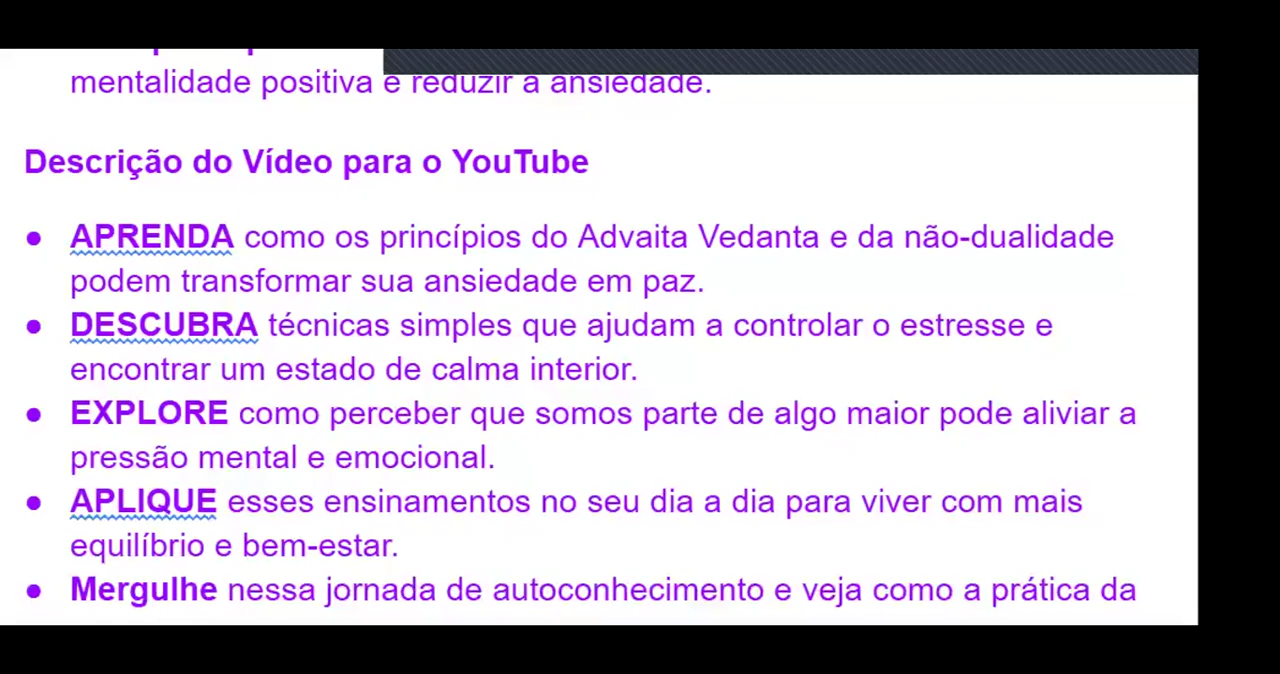 mentalidade positiva e reduzir a ansiedade.
Descrição do Vídeo para o YouTube
● APRENDA como os princípios do Advaita Vedanta e da não-dualidade
podem transformar sua ansiedade em paz.
● DESCUBRA técnicas simples que ajudam a controlar o estresse e
encontrar um estado de calma interior.
● EXPLORE como perceber que somos parte de algo maior pode aliviar a
pressão mental e emocional.
● APLIQUE esses ensinamentos no seu dia a dia para viver com mais
equilíbrio e bem-estar.
● Mergulhe nessa jornada de autoconhecimento e veja como a prática da